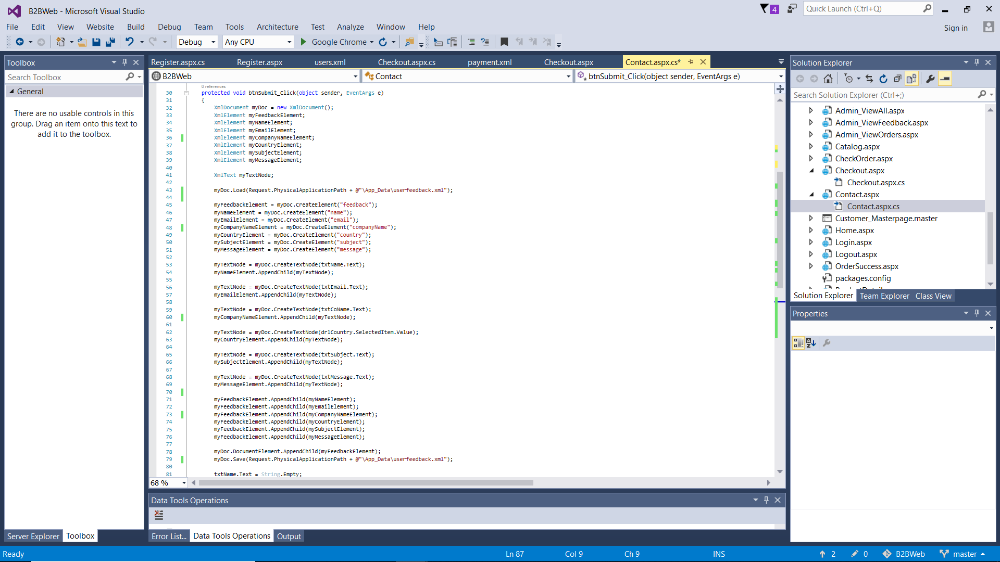 B2BWeb - Microsoft Visual Studio
4
Quick Launch (Ctrl+Q)
File Edit View Website Build Debug Team Tools Architecture Test Analyze Window Help
Sign in
Debug Any CPU Google Chrome
Toolbox
Search Toolbox
General
There are no usable controls in this
group. Drag an item onto this text to
add it to the toolbox.
Server Explorer Toolbox
Register.aspx.cs Register.aspx users.xml Checkout.aspx.cs payment.xml Checkout.aspx Contact.aspx.cs*
B2BWeb Contact btnSubmit_Click(object sender, EventArgs e)
0 references
30 protected void btnSubmit_Click(object sender, EventArgs e)
31 {
32 XmlDocument myDoc = new XmlDocument();
33 XmlElement myFeedbackElement;
34 XmlElement myNameElement;
35 XmlElement myEmailElement;
36 XmlElement myCompanyNameElement;
37 XmlElement myCountryElement;
38 XmlElement mySubjectElement;
39 XmlElement myMessageElement;
40
41 XmlText myTextNode;
42
43 myDoc.Load(Request.PhysicalApplicationPath + @"\App_Data\userfeedback.xml");
44
45 myFeedbackElement = myDoc.CreateElement("feedback");
46 myNameElement = myDoc.CreateElement("name");
47 myEmailElement = myDoc.CreateElement("email");
48 myCompanyNameElement = myDoc.CreateElement("companyName");
49 myCountryElement = myDoc.CreateElement("country");
50 mySubjectElement = myDoc.CreateElement("subject");
51 myMessageElement = myDoc.CreateElement("message");
52
53 myTextNode = myDoc.CreateTextNode(txtName.Text);
54 myNameElement.AppendChild(myTextNode);
55
56 myTextNode = myDoc.CreateTextNode(txtEmail.Text);
57 myEmailElement.AppendChild(myTextNode);
58
59 myTextNode = myDoc.CreateTextNode(txtCoName.Text);
60 myCompanyNameElement.AppendChild(myTextNode);
61
62 myTextNode = myDoc.CreateTextNode(drlCountry.SelectedItem.Value);
63 myCountryElement.AppendChild(myTextNode);
64
65 myTextNode = myDoc.CreateTextNode(txtSubject.Text);
66 mySubjectElement.AppendChild(myTextNode);
67
68 myTextNode = myDoc.CreateTextNode(txtMessage.Text);
69 myMessageElement.AppendChild(myTextNode);
70
71 myFeedbackElement.AppendChild(myNameElement);
72 myFeedbackElement.AppendChild(myEmailElement);
73 myFeedbackElement.AppendChild(myCompanyNameElement);
74 myFeedbackElement.AppendChild(myCountryElement);
75 myFeedbackElement.AppendChild(mySubjectElement);
76 myFeedbackElement.AppendChild(myMessageElement);
77
78 myDoc.DocumentElement.AppendChild(myFeedbackElement);
79 myDoc.Save(Request.PhysicalApplicationPath + @"\App_Data\userfeedback.xml");
80
81 txtName.Text = String.Empty;
68 %
Data Tools Operations
Error List... Data Tools Operations Output
Solution Explorer
Search Solution Explorer (Ctrl+;)
Admin_ViewAll.aspx
Admin_ViewFeedback.aspx
Admin_ViewOrders.aspx
Catalog.aspx
CheckOrder.aspx
Checkout.aspx
Checkout.aspx.cs
Contact.aspx
Contact.aspx.cs
Customer_Masterpage.master
Home.aspx
Login.aspx
Logout.aspx
OrderSuccess.aspx
packages.config
Solution Explorer Team Explorer Class View
Properties
Ready Ln 87 Col 9 Ch 9 INS 2 0 B2BWeb master